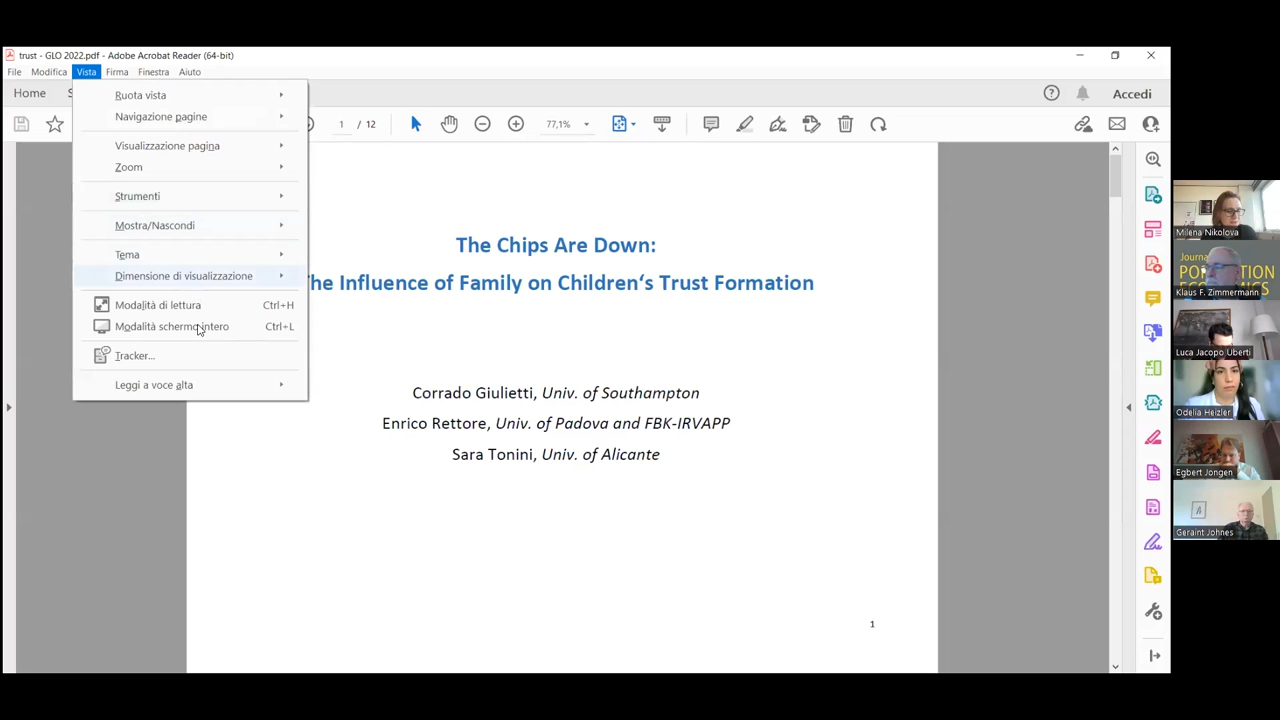 trust - GLO 2022.pdf - Adobe Acrobat Reader (64-bit)
File Modifica Vista Firma Finestra Aiuto
Home S
Accedi
1 / 12
77,1%
Ruota vista
Navigazione pagine
Visualizzazione pagina
Zoom
Strumenti
Mostra/Nascondi
Tema
Dimensione di visualizzazione
Modalità di lettura Ctrl+H
Modalità schermo intero Ctrl+L
Tracker...
Leggi a voce alta
The Chips Are Down:
he Influence of Family on Children‘s Trust Formation
Corrado Giulietti, Univ. of Southampton
Enrico Rettore, Univ. of Padova and FBK-IRVAPP
Sara Tonini, Univ. of Alicante
1
Milena Nikolova
Journa
Klaus F. Zimmermann
Luca Jacopo Uberti
Odelia Heizler
Egbert Jongen
Geraint Johnes